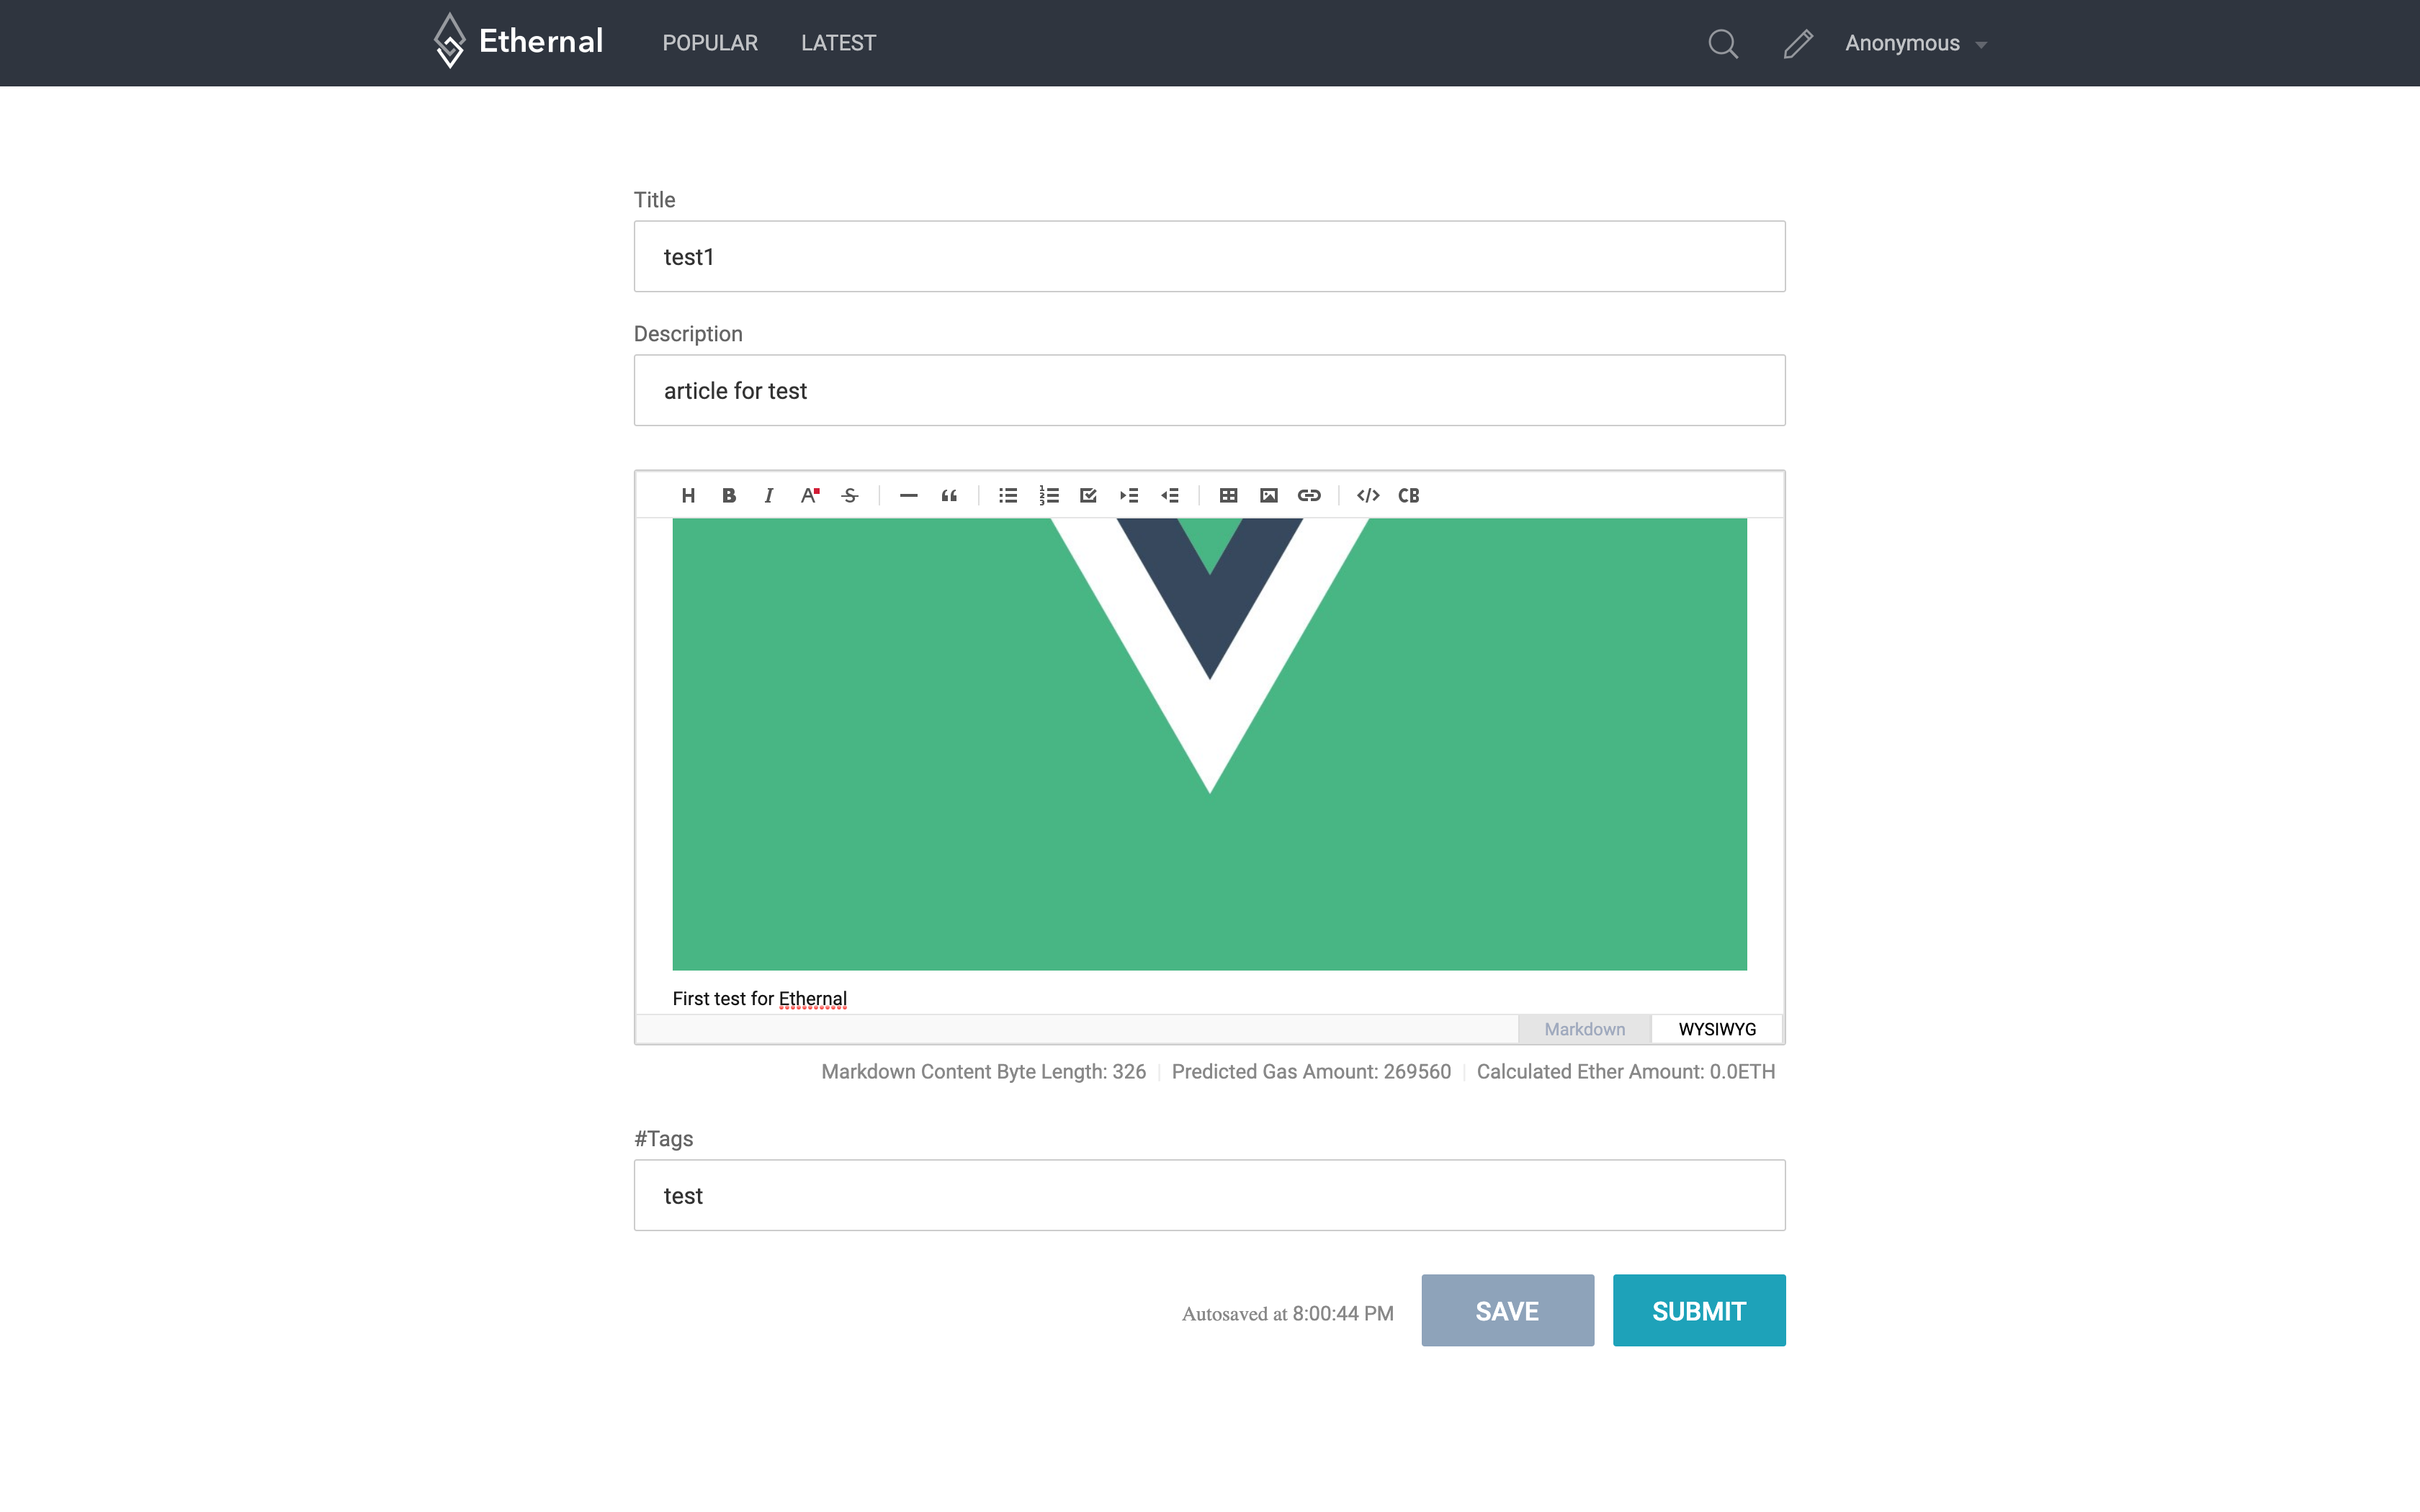 Ethernal POPULAR LATEST Anonymous
Title
test1
Description
article for test
H B I A S “ </> CB
First test for Ethernal
Markdown WYSIWYG
Markdown Content Byte Length: 326 Predicted Gas Amount: 269560 Calculated Ether Amount: 0.0ETH
#Tags
test
Autosaved at 8:00:44 PM SAVE SUBMIT